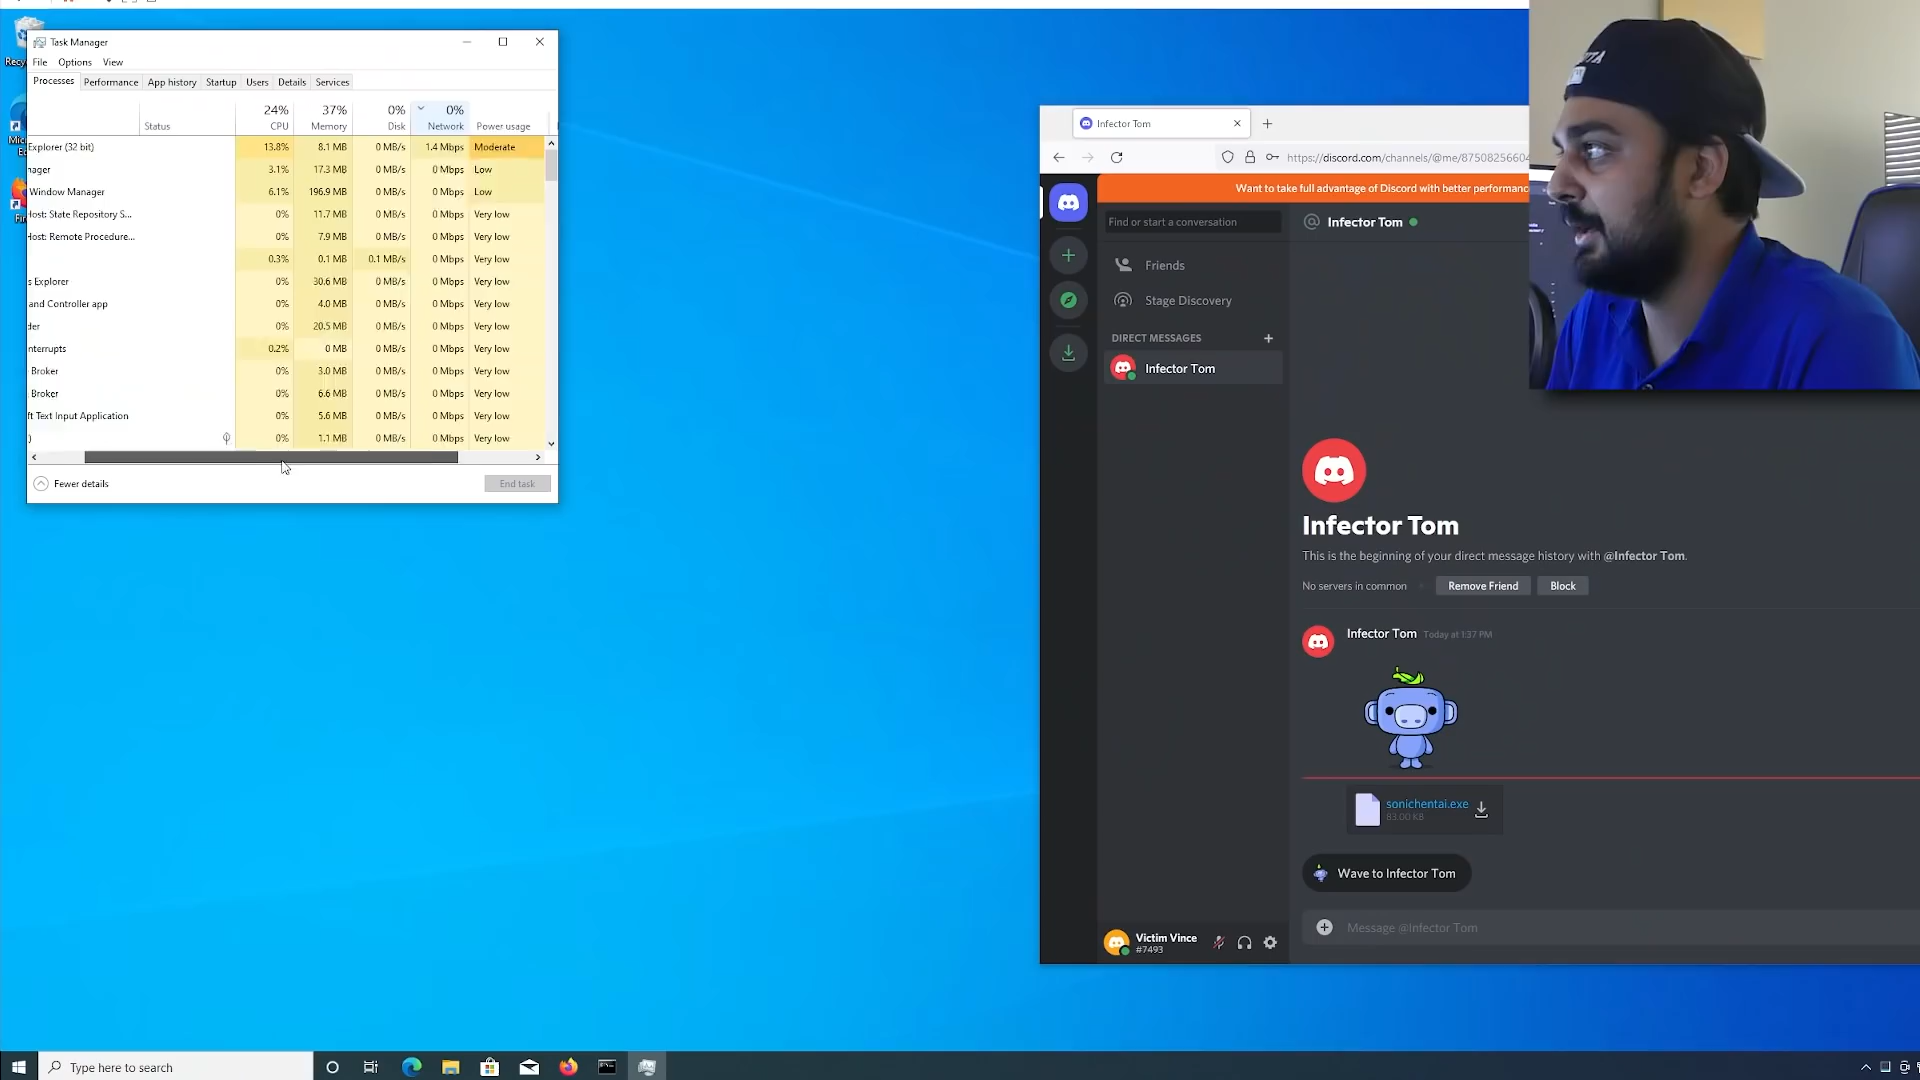 Task Manager
File Options View
Processes Performance App history Startup Users Details Services
24% 37% 0% 0%
Status CPU Memory Disk Network Power usage
Explorer (32 bit) 13.8% 8.1 MB 0 MB/s 1.4 Mbps Moderate
nager 3.1% 17.3 MB 0 MB/s 0 Mbps Low
Window Manager 6.1% 196.9 MB 0 MB/s 0 Mbps Low
Host: State Repository S... 0% 11.7 MB 0 MB/s 0 Mbps Very low
Host: Remote Procedure... 0% 7.9 MB 0 MB/s 0 Mbps Very low
0.3% 0.1 MB 0.1 MB/s 0 Mbps Very low
s Explorer 0% 30.6 MB 0 MB/s 0 Mbps Very low
and Controller app 0% 4.0 MB 0 MB/s 0 Mbps Very low
der 0% 20.5 MB 0 MB/s 0 Mbps Very low
nterrupts 0.2% 0 MB 0 MB/s 0 Mbps Very low
Broker 0% 3.0 MB 0 MB/s 0 Mbps Very low
Broker 0% 6.6 MB 0 MB/s 0 Mbps Very low
ft Text Input Application 0% 5.6 MB 0 MB/s 0 Mbps Very low
) 0% 1.1 MB 0 MB/s 0 Mbps Very low
Fewer details End task
Infector Tom
https://discord.com/channels/@me/87508256604
Want to take full advantage of Discord with better performanc
Find or start a conversation
Infector Tom
Friends
Stage Discovery
DIRECT MESSAGES
Infector Tom
Infector Tom
This is the beginning of your direct message history with @Infector Tom.
No servers in common Remove Friend Block
Infector Tom Today at 1:37 PM
sonichentai.exe
83.00 KB
Wave to Infector Tom
Message @Infector Tom
Victim Vince
#7493
Type here to search